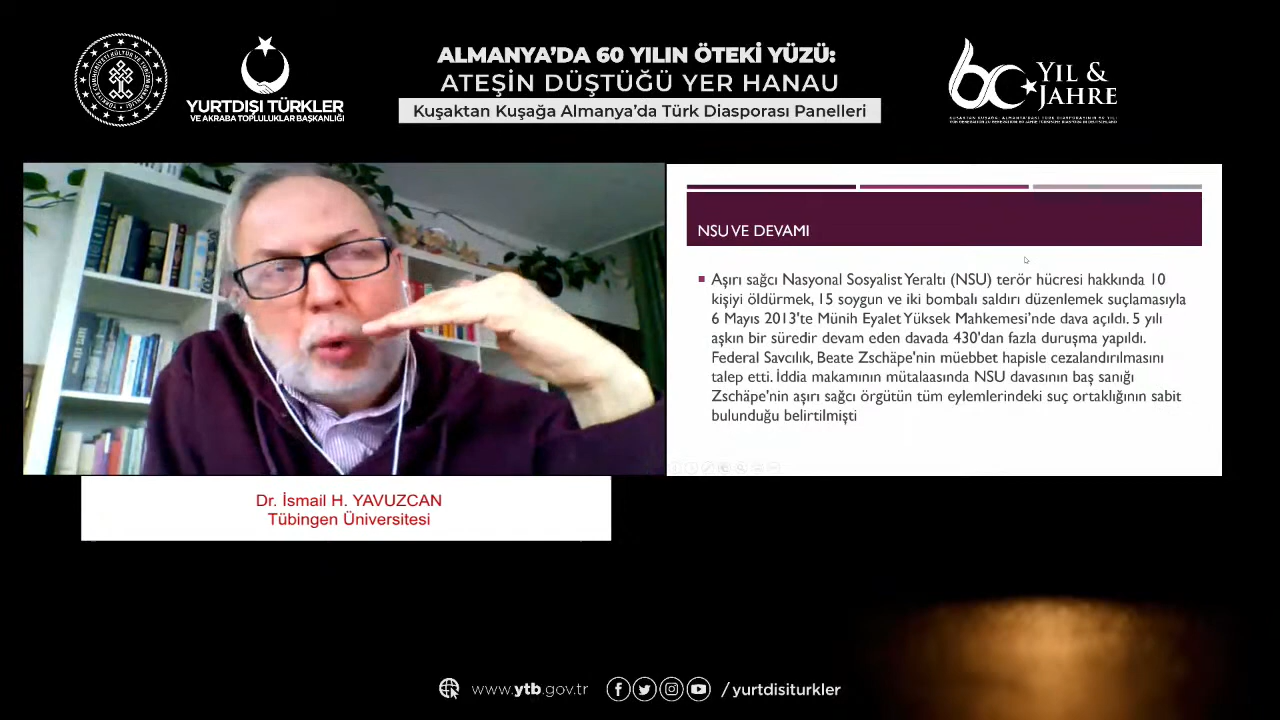 YURTDIŞI TÜRKLER
VE AKRABA TOPLULUKLAR BAŞKANLIĞI
ALMANYA'DA 60 YILIN ÖTEKİ YÜZÜ:
ATEŞİN DÜŞTÜĞÜ YER HANAU
Kuşaktan Kuşağa Almanya'da Türk Diasporası Panelleri
60 YIL &
JAHRE
NSU VE DEVAMI
Aşırı sağcı Nasyonal Sosyalist Yeraltı (NSU) terör hücresi hakkında 10
kişiyi öldürmek, 15 soygun ve iki bombalı saldırı düzenlemek suçlamasıyla
6 Mayıs 2013'te Münih Eyalet Yüksek Mahkemesi'nde dava açıldı. 5 yılı
aşkın bir süredir devam eden davada 430'dan fazla duruşma yapıldı.
Federal Savcılık, Beate Zschäpe'nin müebbet hapisle cezalandırılmasını
talep etti. İddia makamının mütalaasında NSU davasının baş sanığı
Zschäpe'nin aşırı sağcı örgütün tüm eylemlerindeki suç ortaklığının sabit
bulunduğu belirtilmişti
Dr. İsmail H. YAVUZCAN
Tübingen Üniversitesi
www.ytb.gov.tr
/yurtdisiturkler